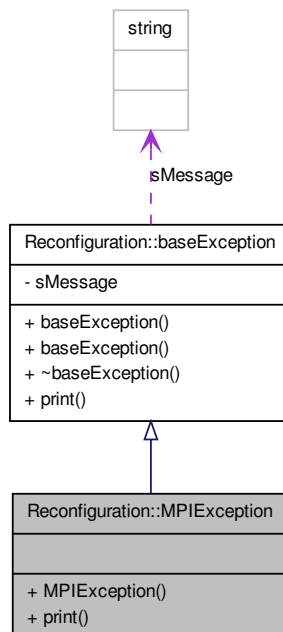 string
sMessage
Reconfiguration::baseException
- sMessage
+ baseException()
+ baseException()
+ ~baseException()
+ print()
Reconfiguration::MPIException
+ MPIException()
+ print()